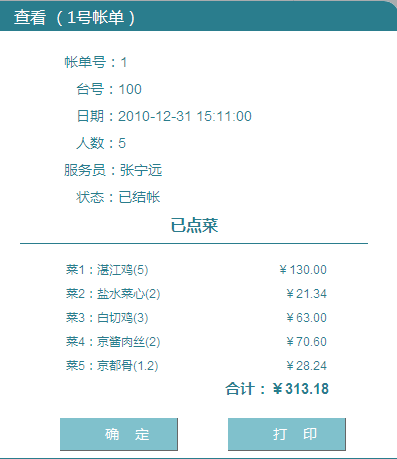 查看 （1号帐单）
帐单号：1
台号：100
日期：2010-12-31 15:11:00
人数：5
服务员：张宁远
状态：已结帐
已点菜
菜1：湛江鸡(5) ￥130.00
菜2：盐水菜心(2) ￥21.34
菜3：白切鸡(3) ￥63.00
菜4：京酱肉丝(2) ￥70.60
菜5：京都骨(1.2) ￥28.24
合计：￥313.18
确 定 打 印